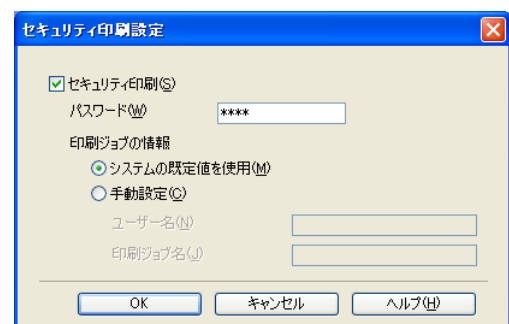 セキュリティ印刷設定
セキュリティ印刷(S)
パスワード(W) ****
印刷ジョブの情報
システムの既定値を使用(M)
手動設定(C)
ユーザー名(N)
印刷ジョブ名(J)
OK キャンセル ヘルプ(H)